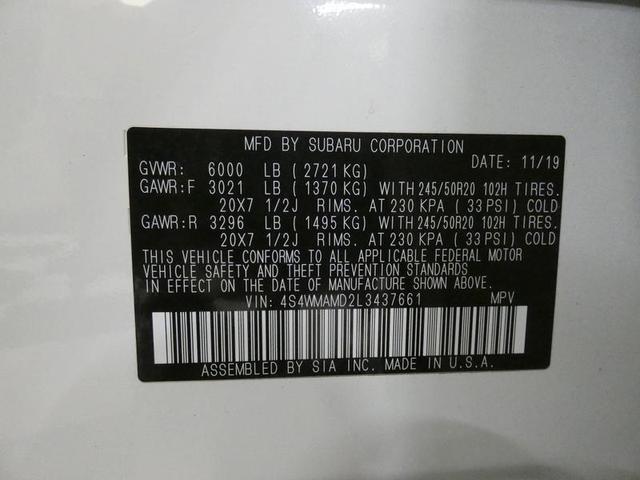 MFD BY SUBARU CORPORATION
GVWR: 6000 LB ( 2721 KG) DATE: 11/19
GAWR:F 3021 LB ( 1370 KG) WITH 245/50R20 102H TIRES.
20X7 1/2J RIMS. AT 230 KPA ( 33 PSI) COLD
GAWR:R 3296 LB ( 1495 KG) WITH 245/50R20 102H TIRES.
20X7 1/2J RIMS. AT 230 KPA ( 33 PSI) COLD
THIS VEHICLE CONFORMS TO ALL APPLICABLE FEDERAL MOTOR
VEHICLE SAFETY AND THEFT PREVENTION STANDARDS
IN EFFECT ON THE DATE OF MANUFACTURE SHOWN ABOVE.
VIN: 4S4WMAMD2L3437661 MPV
ASSEMBLED BY SIA INC. MADE IN U.S.A.